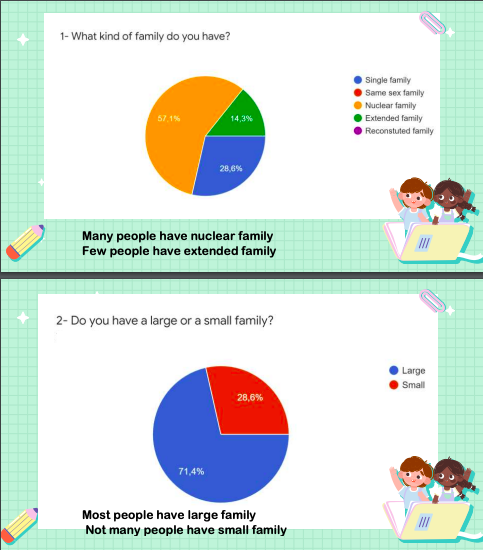 1- What kind of family do you have?
Single family
Same sex family
Nuclear family
Extended family
Reconstuted family
57,1%
14,3%
28,6%
Many people have nuclear family
Few people have extended family
2- Do you have a large or a small family?
Large
Small
28,6%
71,4%
Most people have large family
Not many people have small family